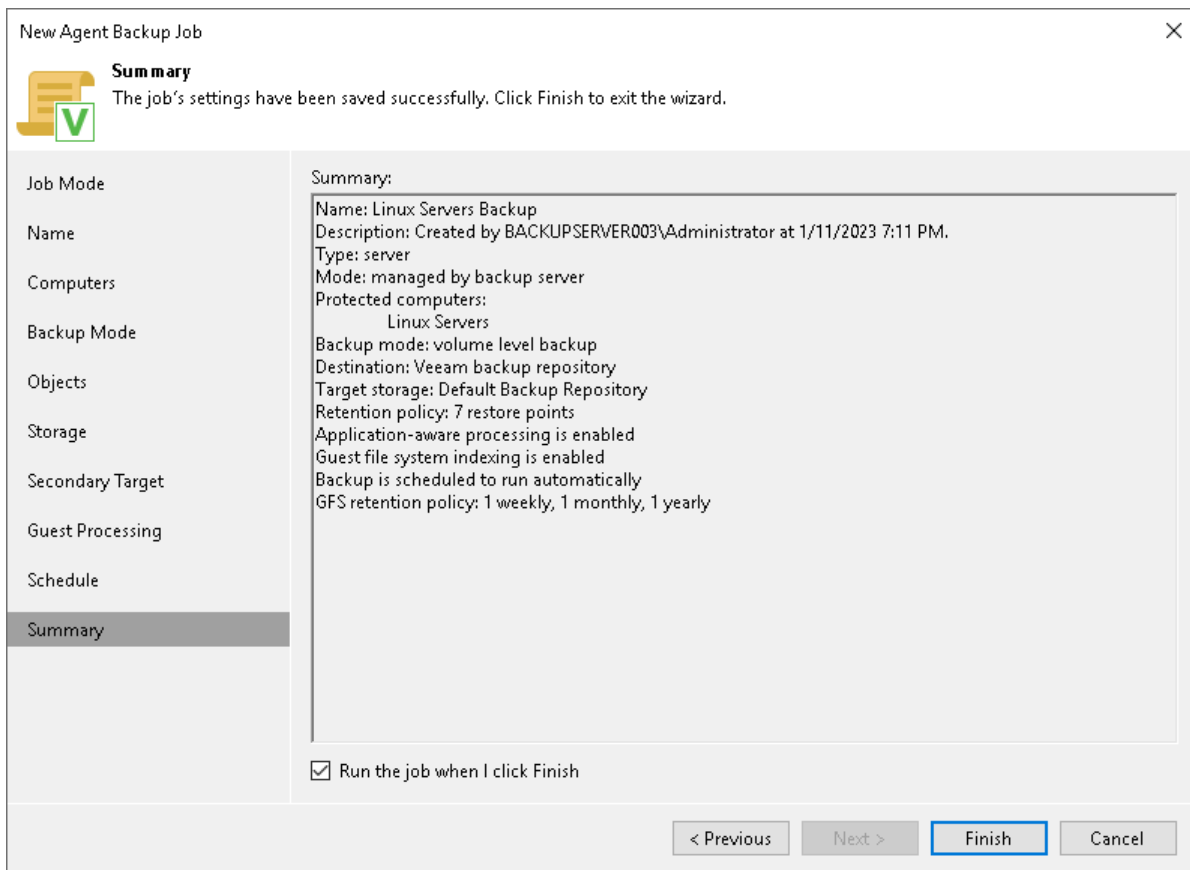 New Agent Backup Job
Summary
The job's settings have been saved successfully. Click Finish to exit the wizard.
V
Job Mode
Name
Computers
Backup Mode
Objects
Storage
Secondary Target
Guest Processing
Schedule
Summary
Summary:
Name: Linux Servers Backup
Description: Created by BACKUPSERVER003\Administrator at 1/11/2023 7:11 PM.
Type: server
Mode: managed by backup server
Protected computers:
Linux Servers
Backup mode: volume level backup
Destination: Veeam backup repository
Target storage: Default Backup Repository
Retention policy: 7 restore points
Application-aware processing is enabled
Guest file system indexing is enabled
Backup is scheduled to run automatically
GFS retention policy: 1 weekly, 1 monthly, 1 yearly
Run the job when I click Finish
< Previous
Next >
Finish
Cancel